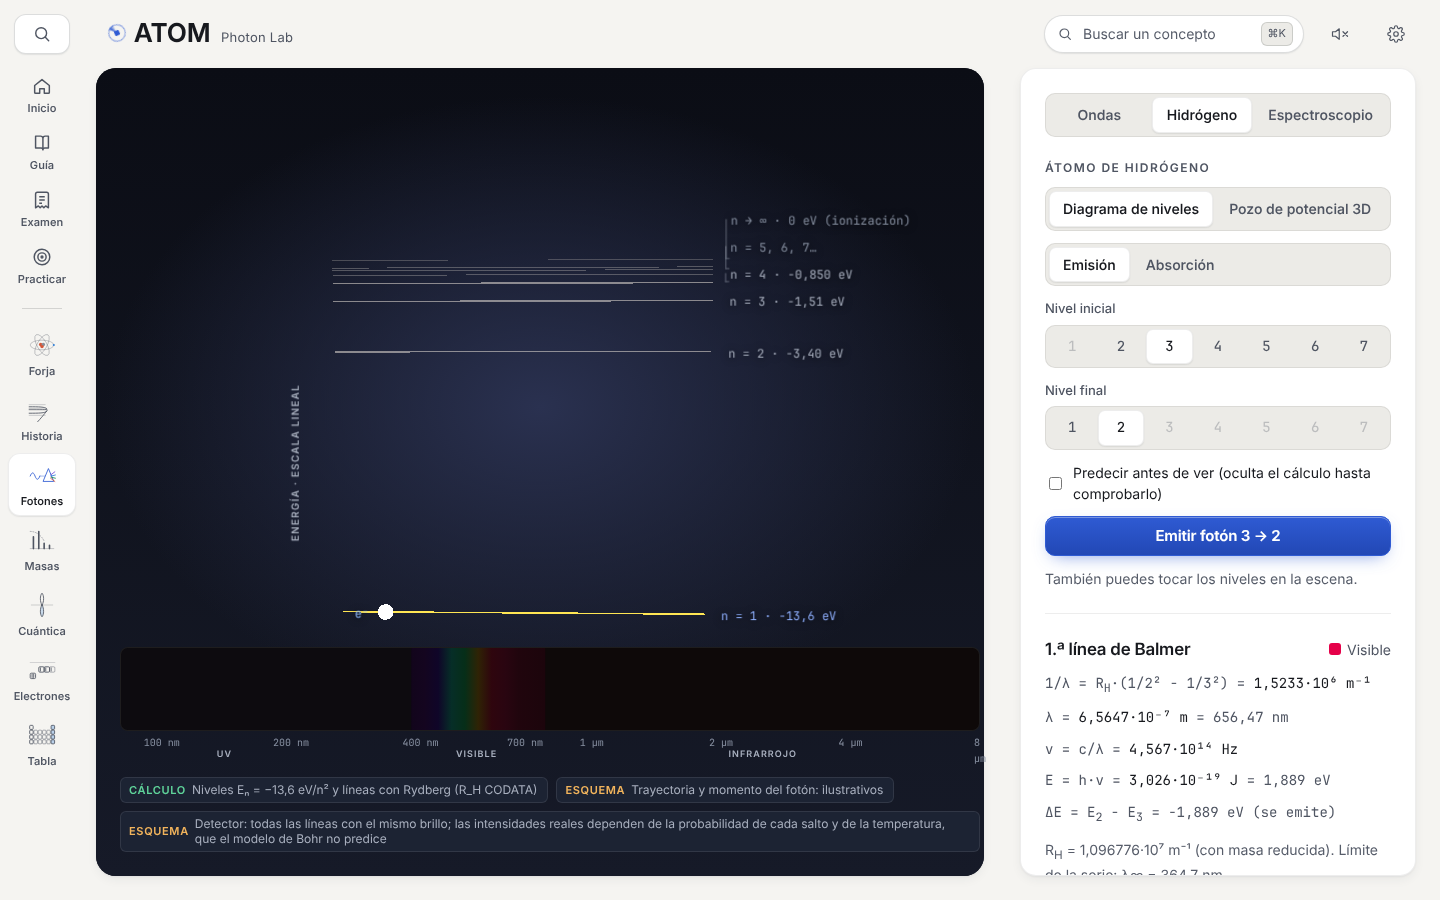 ATOM Photon Lab
Buscar un concepto ⌘K
Inicio
Guía
Examen
Practicar
Forja
Historia
Fotones
Masas
Cuántica
Electrones
Tabla
n → ∞ · 0 eV (ionización)
n = 5, 6, 7…
n = 4 · -0,850 eV
n = 3 · -1,51 eV
n = 2 · -3,40 eV
ENERGÍA · ESCALA LINEAL
n = 1 · -13,6 eV
100 nm 200 nm 400 nm 700 nm 1 µm 2 µm 4 µm 8 µm
UV VISIBLE INFRARROJO
CÁLCULO Niveles Eₙ = −13,6 eV/n² y líneas con Rydberg (R_H CODATA)
ESQUEMA Trayectoria y momento del fotón: ilustrativos
ESQUEMA Detector: todas las líneas con el mismo brillo; las intensidades reales dependen de la probabilidad de cada salto y de la temperatura,
que el modelo de Bohr no predice
Ondas Hidrógeno Espectroscopio
ÁTOMO DE HIDRÓGENO
Diagrama de niveles Pozo de potencial 3D
Emisión Absorción
Nivel inicial
1 2 3 4 5 6 7
Nivel final
1 2 3 4 5 6 7
Predecir antes de ver (oculta el cálculo hasta
comprobarlo)
Emitir fotón 3 → 2
También puedes tocar los niveles en la escena.
1.ª línea de Balmer Visible
1/λ = R_H·(1/2² - 1/3²) = 1,5233·10⁶ m⁻¹
λ = 6,5647·10⁻⁷ m = 656,47 nm
ν = c/λ = 4,567·10¹⁴ Hz
E = h·ν = 3,026·10⁻¹⁹ J = 1,889 eV
ΔE = E₂ - E₃ = -1,889 eV (se emite)
R_H = 1,096776·10⁷ m⁻¹ (con masa reducida). Límite
de la serie: λ∞ = 364,7 nm